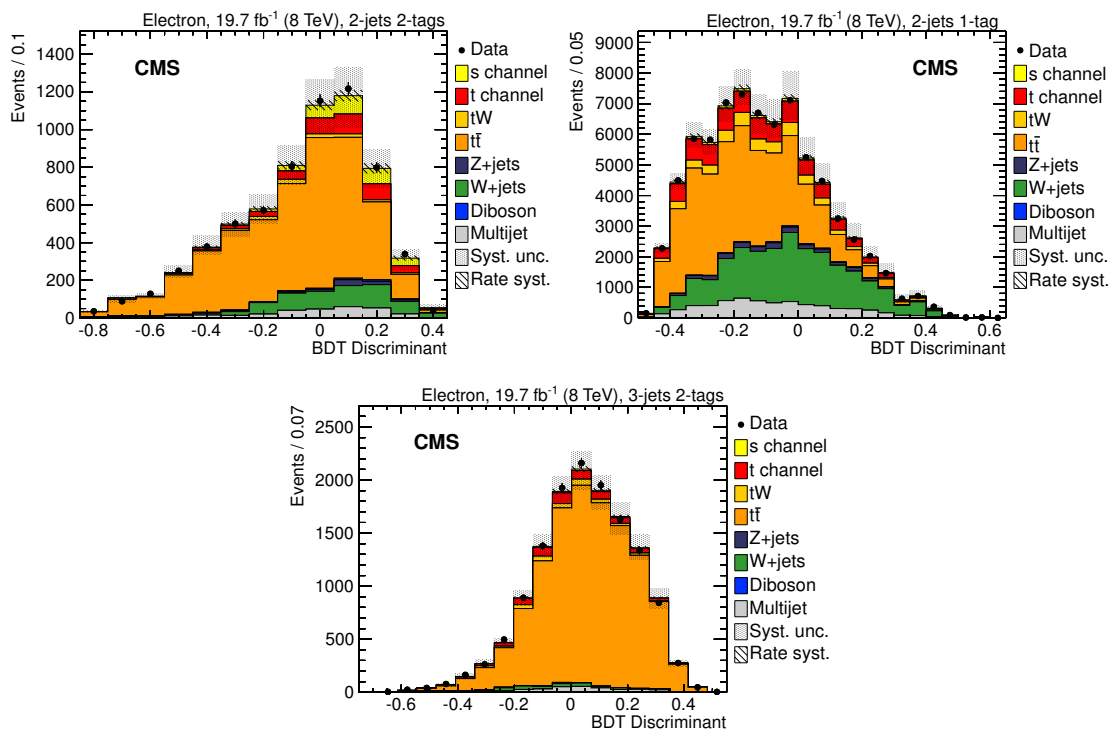 Electron, 19.7 fb⁻¹ (8 TeV), 2-jets 2-tags
Events / 0.1
1400
1200
1000
800
600
400
200
0
CMS
-0.8 -0.6 -0.4 -0.2 0 0.2 0.4
BDT Discriminant
Data
s channel
t channel
tW
tt̄
Z+jets
W+jets
Diboson
Multijet
Syst. unc.
Rate syst.
Electron, 19.7 fb⁻¹ (8 TeV), 2-jets 1-tag
Events / 0.05
9000
8000
7000
6000
5000
4000
3000
2000
1000
0
CMS
-0.4 -0.2 0 0.2 0.4 0.6
BDT Discriminant
Data
s channel
t channel
tW
tt̄
Z+jets
W+jets
Diboson
Multijet
Syst. unc.
Rate syst.
Electron, 19.7 fb⁻¹ (8 TeV), 3-jets 2-tags
Events / 0.07
2500
2000
1500
1000
500
0
CMS
-0.6 -0.4 -0.2 0 0.2 0.4
BDT Discriminant
Data
s channel
t channel
tW
tt̄
Z+jets
W+jets
Diboson
Multijet
Syst. unc.
Rate syst.